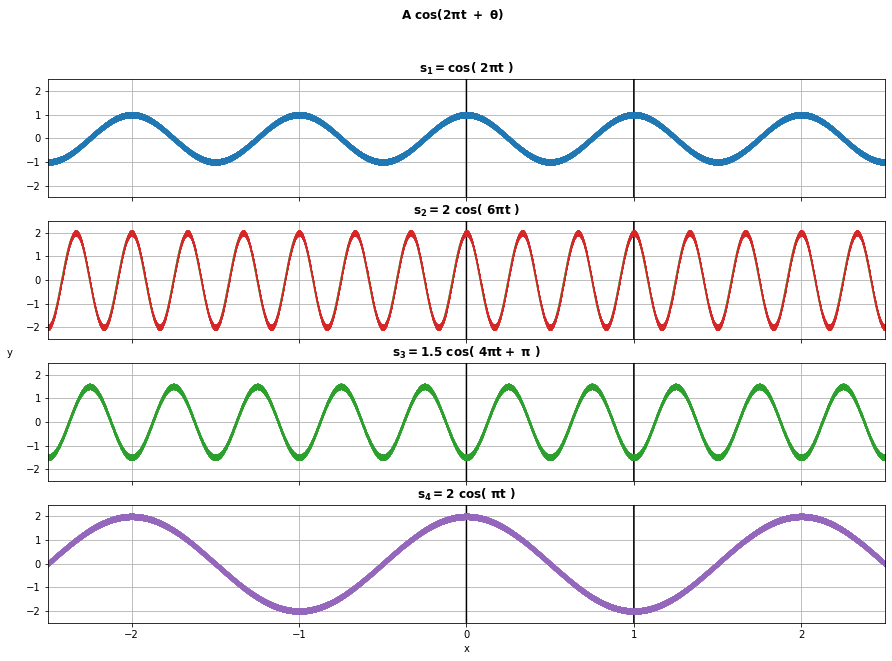 A cos(2πt + θ)
s₁ = cos( 2πt )
2
1
0
−1
−2
s₂ = 2 cos( 6πt )
2
1
0
−1
−2
y
s₃ = 1.5 cos( 4πt + π )
2
1
0
−1
−2
s₄ = 2 cos( πt )
2
1
0
−1
−2
−2 −1 0 1 2
x